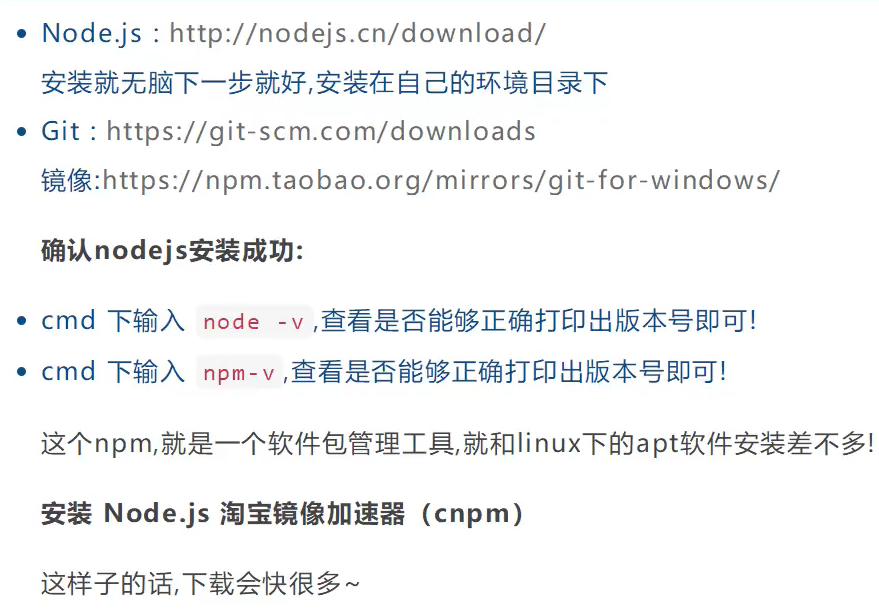 Node.js : http://nodejs.cn/download/
安装就无脑下一步就好,安装在自己的环境目录下
Git : https://git-scm.com/downloads
镜像:https://npm.taobao.org/mirrors/git-for-windows/
确认nodejs安装成功:
cmd 下输入 node -v,查看是否能够正确打印出版本号即可!
cmd 下输入 npm-v,查看是否能够正确打印出版本号即可!
这个npm,就是一个软件包管理工具,就和linux下的apt软件安装差不多!
安装 Node.js 淘宝镜像加速器（cnpm）
这样子的话,下载会快很多~